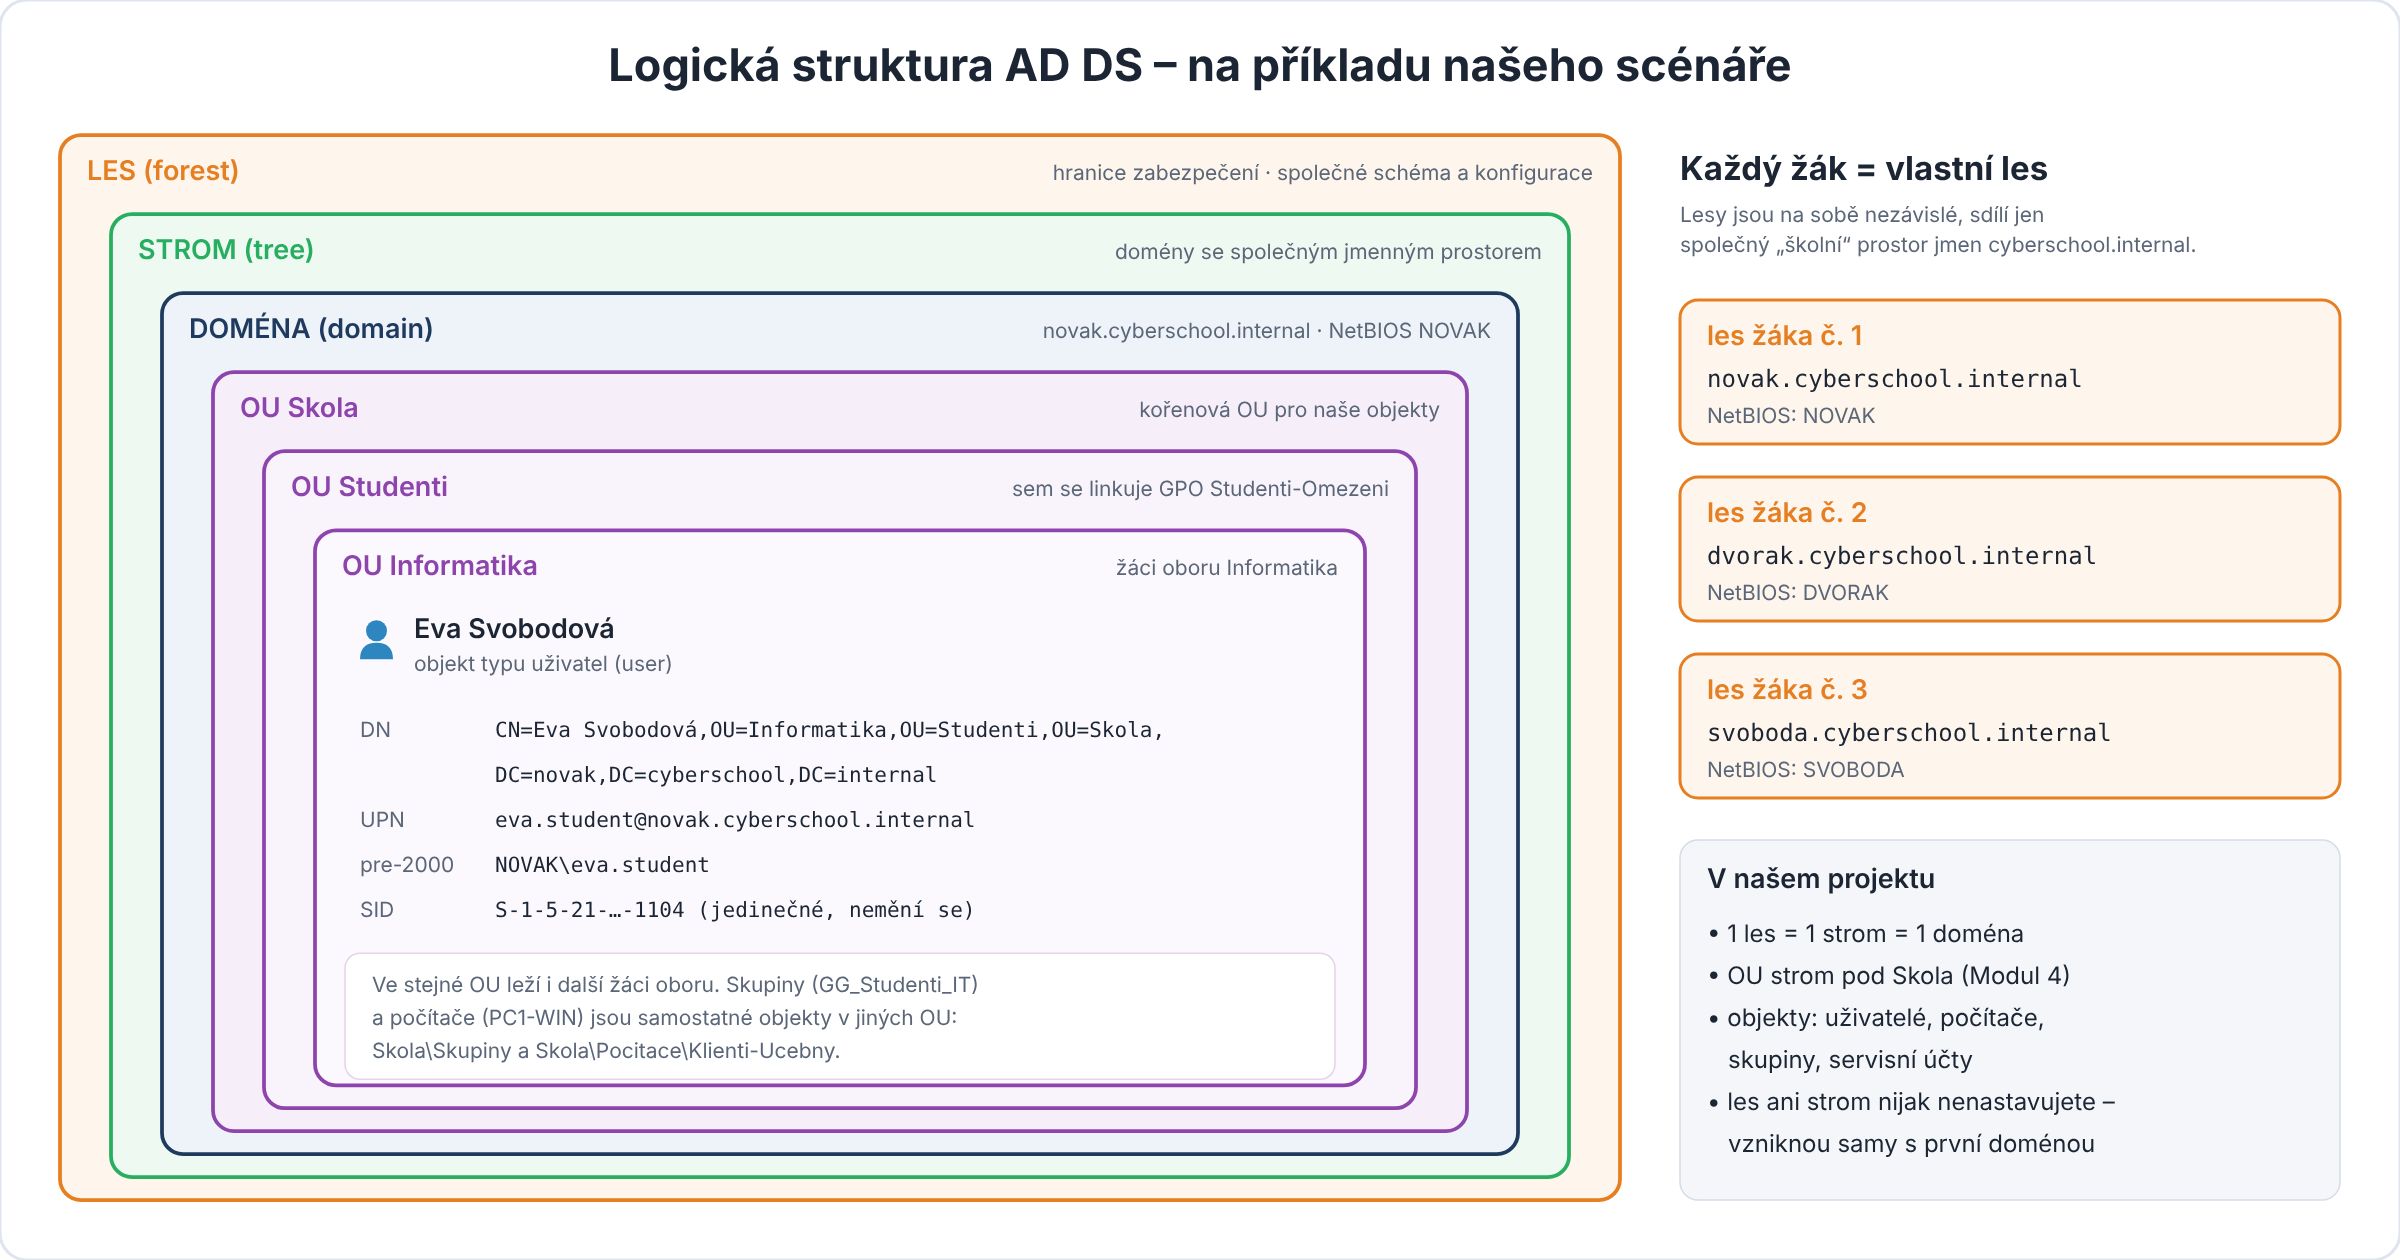 Logická struktura AD DS – na příkladu našeho scénáře
LES (forest)
hranice zabezpečení · společné schéma a konfigurace
STROM (tree)
domény se společným jmenným prostorem
DOMÉNA (domain)
novak.cyberschool.internal · NetBIOS NOVAK
OU Skola
kořenová OU pro naše objekty
OU Studenti
sem se linkuje GPO Studenti-Omezeni
OU Informatika
žáci oboru Informatika
Eva Svobodová
objekt typu uživatel (user)
DN CN=Eva Svobodová,OU=Informatika,OU=Studenti,OU=Skola,
DC=novak,DC=cyberschool,DC=internal
UPN eva.student@novak.cyberschool.internal
pre-2000 NOVAK\eva.student
SID S-1-5-21-…-1104 (jedinečné, nemění se)
Ve stejné OU leží i další žáci oboru. Skupiny (GG_Studenti_IT)
a počítače (PC1-WIN) jsou samostatné objekty v jiných OU:
Skola\Skupiny a Skola\Pocitace\Klienti-Ucebny.
Každý žák = vlastní les
Lesy jsou na sobě nezávislé, sdílí jen
společný „školní“ prostor jmen cyberschool.internal.
les žáka č. 1
novak.cyberschool.internal
NetBIOS: NOVAK
les žáka č. 2
dvorak.cyberschool.internal
NetBIOS: DVORAK
les žáka č. 3
svoboda.cyberschool.internal
NetBIOS: SVOBODA
V našem projektu
• 1 les = 1 strom = 1 doména
• OU strom pod Skola (Modul 4)
• objekty: uživatelé, počítače,
skupiny, servisní účty
• les ani strom nijak nenastavujete –
vzniknou samy s první doménou